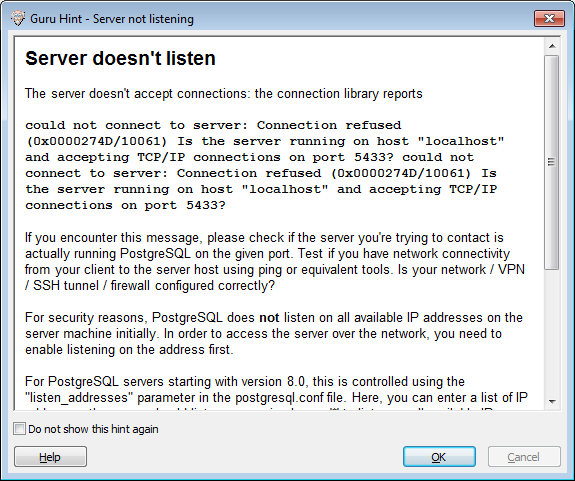 Guru Hint - Server not listening
Server doesn't listen
The server doesn't accept connections: the connection library reports
could not connect to server: Connection refused
(0x0000274D/10061) Is the server running on host "localhost"
and accepting TCP/IP connections on port 5433? could not
connect to server: Connection refused (0x0000274D/10061) Is
the server running on host "localhost" and accepting TCP/IP
connections on port 5433?
If you encounter this message, please check if the server you're trying to contact is
actually running PostgreSQL on the given port. Test if you have network connectivity
from your client to the server host using ping or equivalent tools. Is your network / VPN
/ SSH tunnel / firewall configured correctly?
For security reasons, PostgreSQL does not listen on all available IP addresses on the
server machine initially. In order to access the server over the network, you need to
enable listening on the address first.
For PostgreSQL servers starting with version 8.0, this is controlled using the
"listen_addresses" parameter in the postgresql.conf file. Here, you can enter a list of IP
Do not show this hint again
Help
OK
Cancel